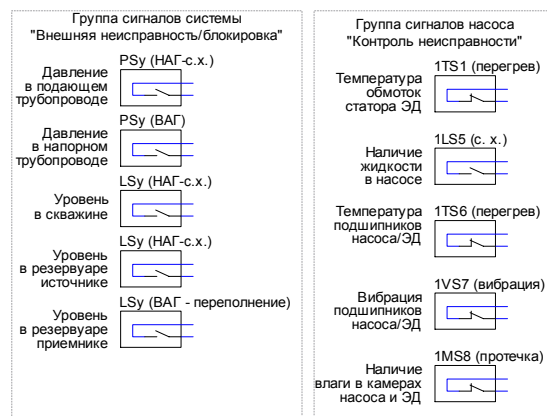 Группа сигналов системы
"Внешняя неисправность/блокировка"
PSy (НАГ-с.х.)
Давление
в подающем
трубопроводе
PSy (ВАГ)
Давление
в напорном
трубопроводе
LSy (НАГ-с.х.)
Уровень
в скважине
LSy (НАГ-с.х.)
Уровень
в резервуаре
источнике
LSy (ВАГ - переполнение)
Уровень
в резервуаре
приемнике
Группа сигналов насоса
"Контроль неисправности"
1TS1 (перегрев)
Температура
обмоток
статора ЭД
1LS5 (с. х.)
Наличие
жидкости
в насосе
1TS6 (перегрев)
Температура
подшипников
насоса/ЭД
1VS7 (вибрация)
Вибрация
подшипников
насоса/ЭД
1MS8 (протечка)
Наличие
влаги в камерах
насоса и ЭД